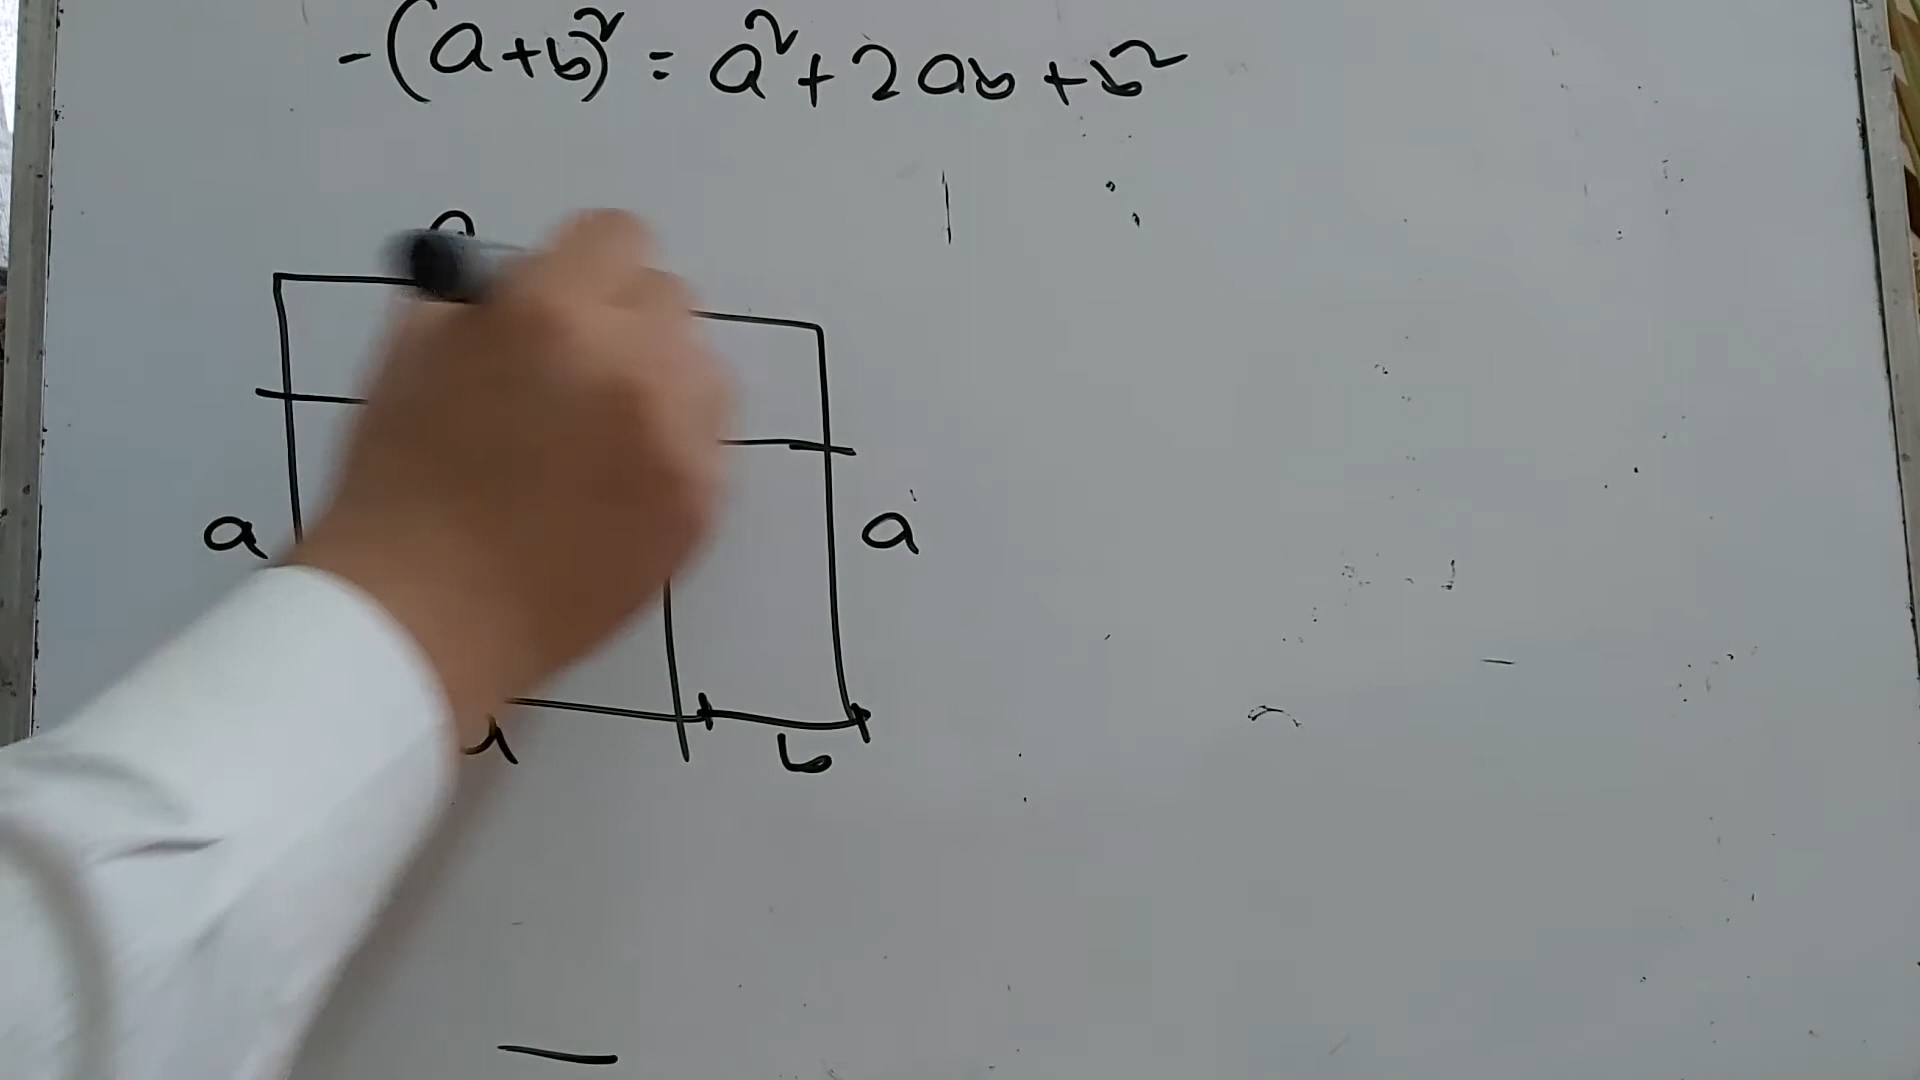 -(a+b)² = a²+2ab+b²
a
a a
a b